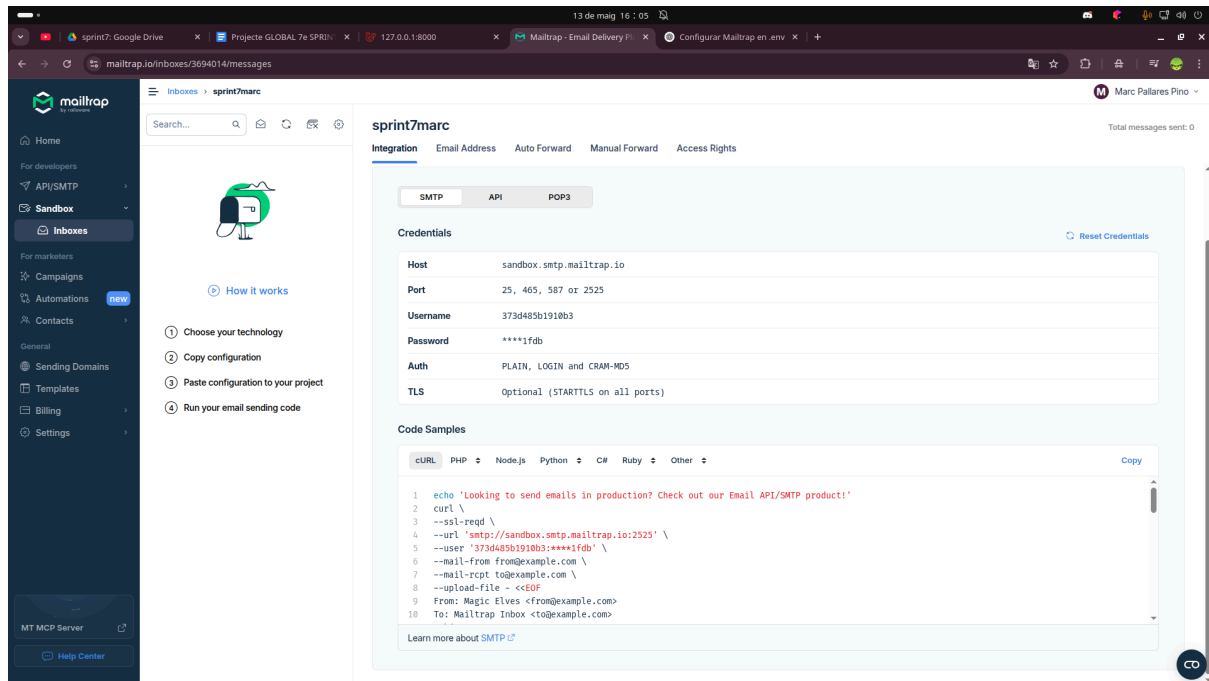 13 de maig 16:05
sprint7: Google Drive
Projecte GLOBAL 7e SPRIN
127.0.0.1:8000
Mailtrap - Email Delivery Pl
Configurar Mailtrap en .env
mailtrap.io/inboxes/3694014/messages
mailtrap
by railsware
Home
For developers
API/SMTP
Sandbox
Inboxes
For marketers
Campaigns
Automations new
Contacts
General
Sending Domains
Templates
Billing
Settings
MT MCP Server
Help Center
Inboxes › sprint7marc
M Marc Pallares Pino
Search...
How it works
1 Choose your technology
2 Copy configuration
3 Paste configuration to your project
4 Run your email sending code
sprint7marc
Total messages sent: 0
Integration Email Address Auto Forward Manual Forward Access Rights
SMTP API POP3
Credentials
Reset Credentials
Host sandbox.smtp.mailtrap.io
Port 25, 465, 587 or 2525
Username 373d485b1910b3
Password ****1fdb
Auth PLAIN, LOGIN and CRAM-MD5
TLS Optional (STARTTLS on all ports)
Code Samples
cURL PHP Node.js Python C# Ruby Other Copy
1 echo 'Looking to send emails in production? Check out our Email API/SMTP product!'
2 curl \
3 --ssl-reqd \
4 --url 'smtp://sandbox.smtp.mailtrap.io:2525' \
5 --user '373d485b1910b3:****1fdb' \
6 --mail-from from@example.com \
7 --mail-rcpt to@example.com \
8 --upload-file - <<EOF
9 From: Magic Elves <from@example.com>
10 To: Mailtrap Inbox <to@example.com>
Learn more about SMTP